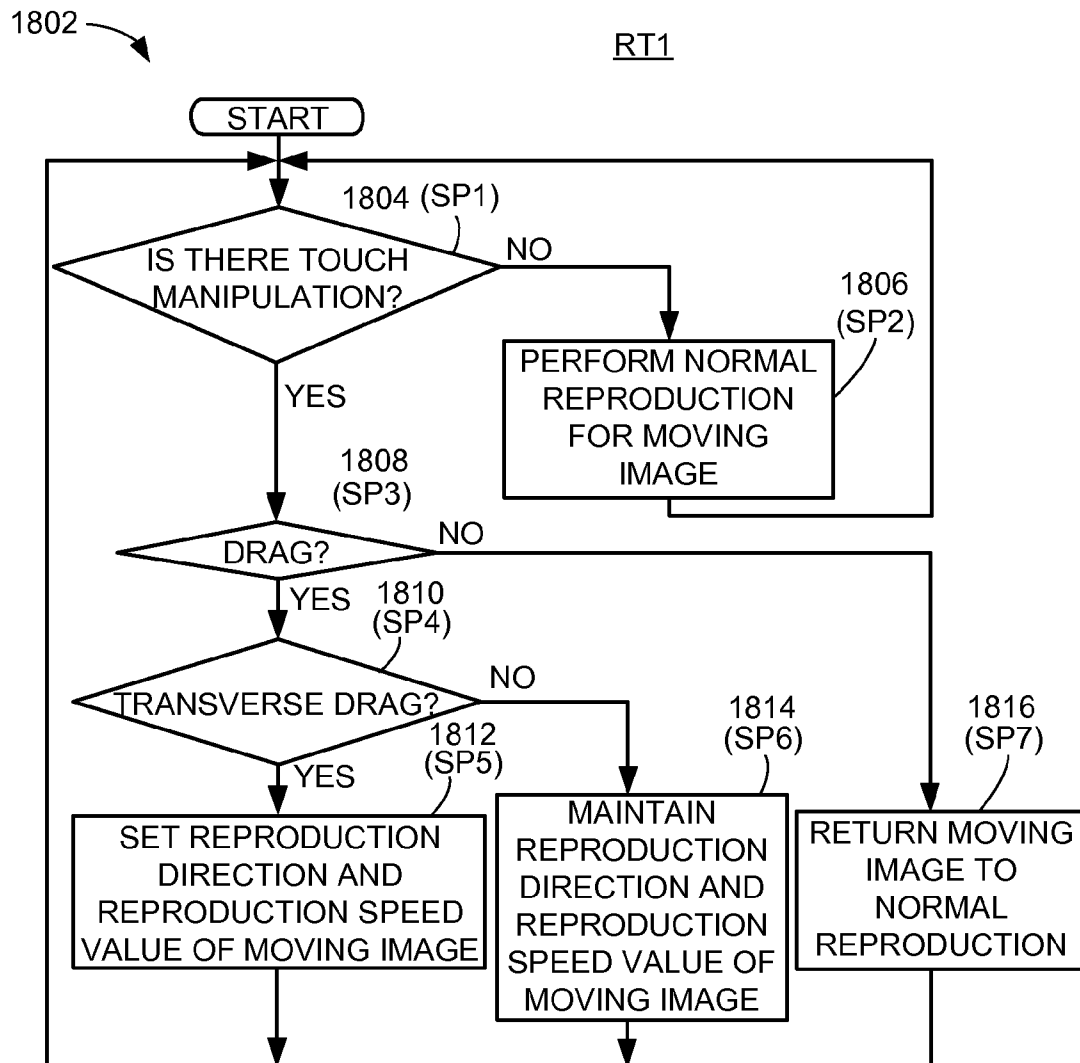 1802
RT1
START
1804 (SP1)
IS THERE TOUCH
MANIPULATION?
NO
1806
(SP2)
PERFORM NORMAL
REPRODUCTION
FOR MOVING
IMAGE
YES
1808
(SP3)
DRAG?
NO
YES
1810
(SP4)
TRANSVERSE DRAG?
NO
YES
1812
(SP5)
SET REPRODUCTION
DIRECTION AND
REPRODUCTION SPEED
VALUE OF MOVING IMAGE
1814
(SP6)
MAINTAIN
REPRODUCTION
DIRECTION AND
REPRODUCTION
SPEED VALUE OF
MOVING IMAGE
1816
(SP7)
RETURN MOVING
IMAGE TO
NORMAL
REPRODUCTION